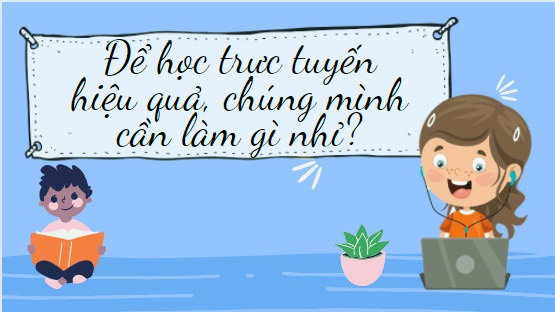 Để học trực tuyến
hiệu quả, chúng mình
cần làm gì nhỉ?